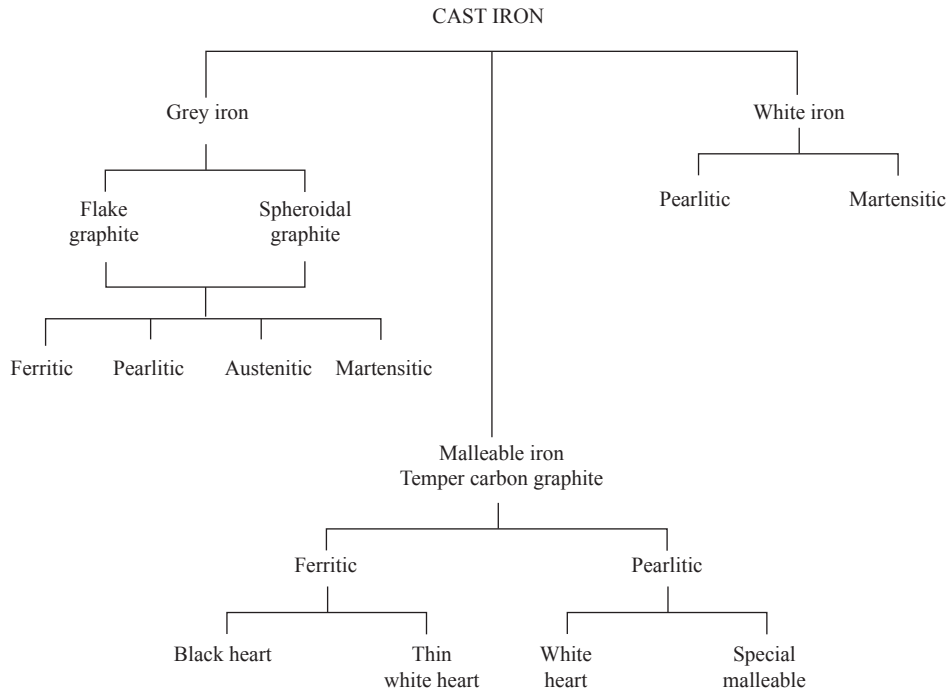 CAST IRON
Grey iron
White iron
Pearlitic
Martensitic
Flake
graphite
Spheroidal
graphite
Ferritic
Pearlitic
Austenitic
Martensitic
Malleable iron
Temper carbon graphite
Ferritic
Pearlitic
Black heart
Thin
white heart
White
heart
Special
malleable